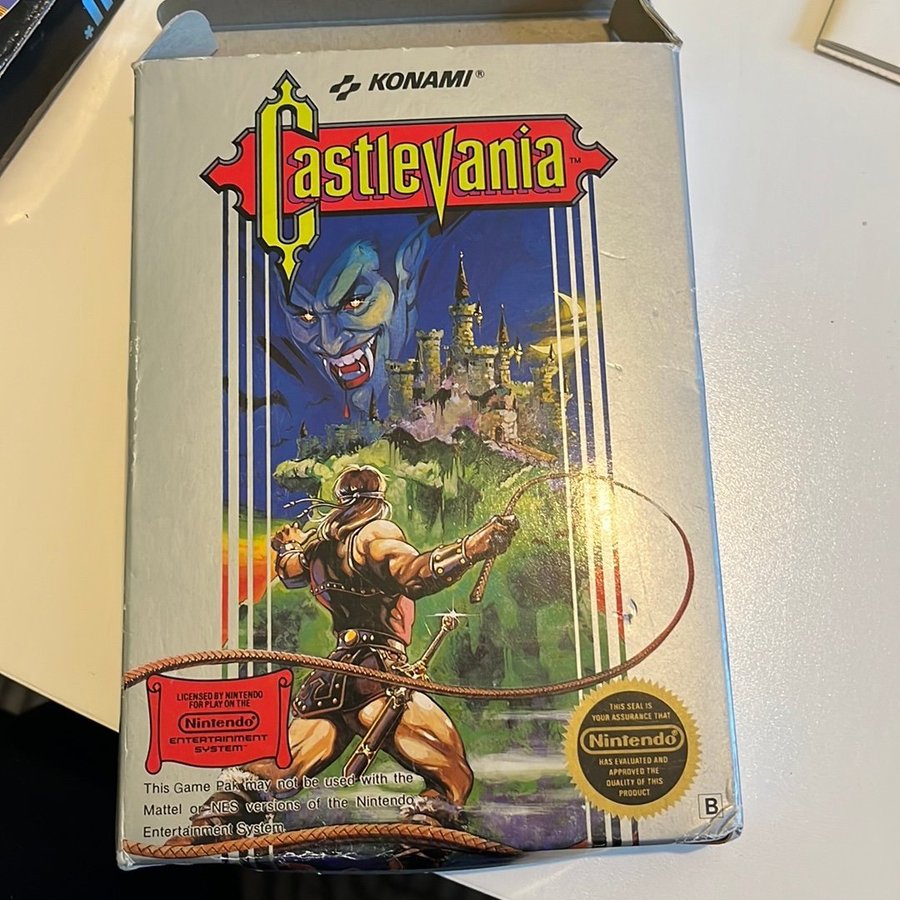 KONAMI®
CastleVania™
LICENSED BY NINTENDO
FOR PLAY ON THE
Nintendo®
ENTERTAINMENT
SYSTEM™
THIS SEAL IS
YOUR ASSURANCE THAT
Nintendo®
HAS EVALUATED AND
APPROVED THE
QUALITY OF THIS
PRODUCT
This Game Pak may not be used with the
Mattel or NES versions of the Nintendo
Entertainment System.
B